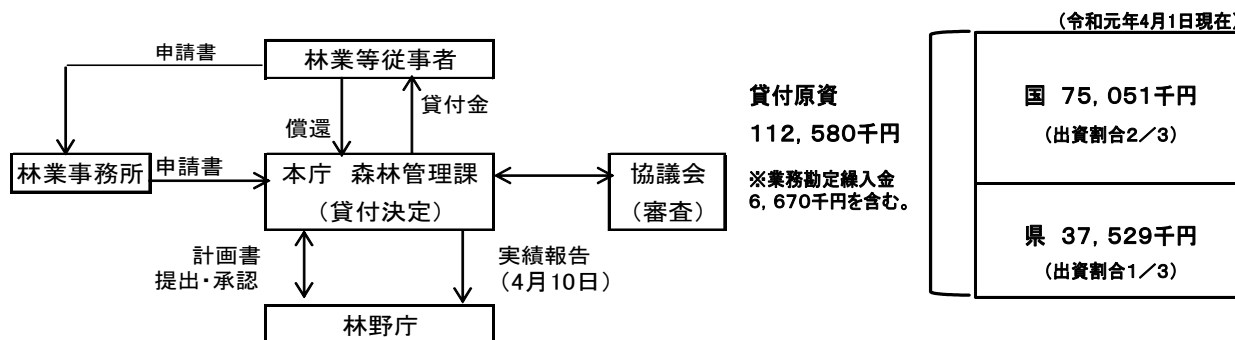 (令和元年4月1日現在)
申請書
林業等従事者
貸付金
償還
林業事務所
申請書
本庁 森林管理課
(貸付決定)
協議会
(審査)
計画書
提出・承認
実績報告
(4月10日)
林野庁
貸付原資
112,580千円
※業務勘定繰入金
6,670千円を含む。
国 75,051千円
(出資割合2/3)
県 37,529千円
(出資割合1/3)